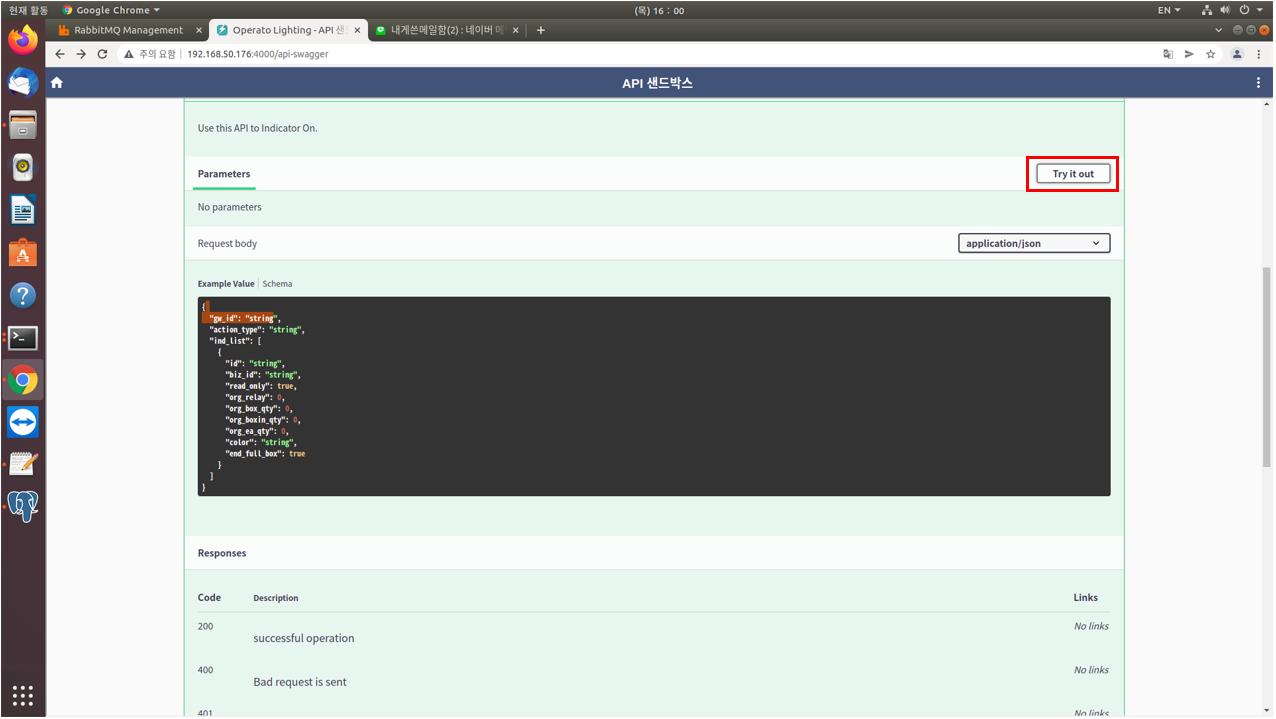 현재 활동 Google Chrome (목) 16 : 00 EN
RabbitMQ Management Operato Lighting - API 샌 내게쓴메일함(2) : 네이버 메
주의 요함 192.168.50.176:4000/api-swagger
API 샌드박스
Use this API to Indicator On.
Parameters Try it out
No parameters
Request body application/json
Example Value Schema
{
"gw_id": "string",
"action_type": "string",
"ind_list": [
{
"id": "string",
"biz_id": "string",
"read_only": true,
"org_relay": 0,
"org_box_qty": 0,
"org_boxin_qty": 0,
"org_ea_qty": 0,
"color": "string",
"end_full_box": true
}
]
}
Responses
Code Description Links
200 successful operation No links
400 Bad request is sent No links
401 No links